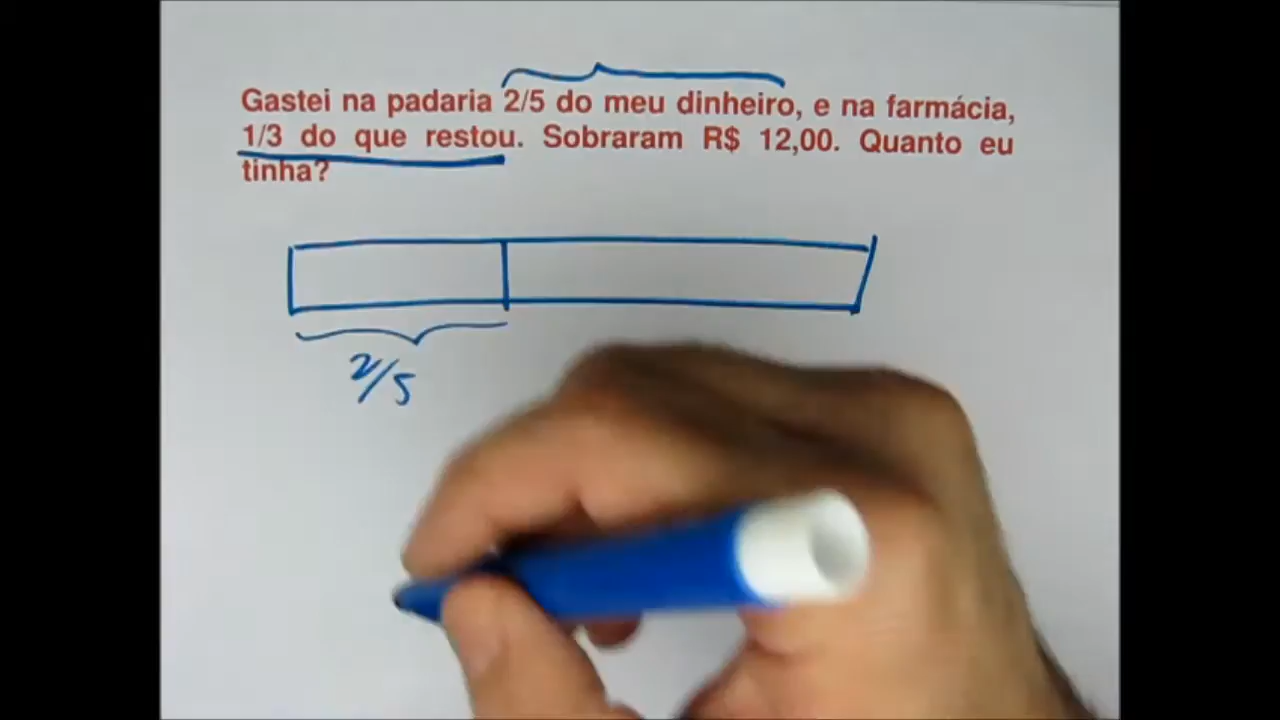 Gastei na padaria 2/5 do meu dinheiro, e na farmácia,
1/3 do que restou. Sobraram R$ 12,00. Quanto eu
tinha?
2/5